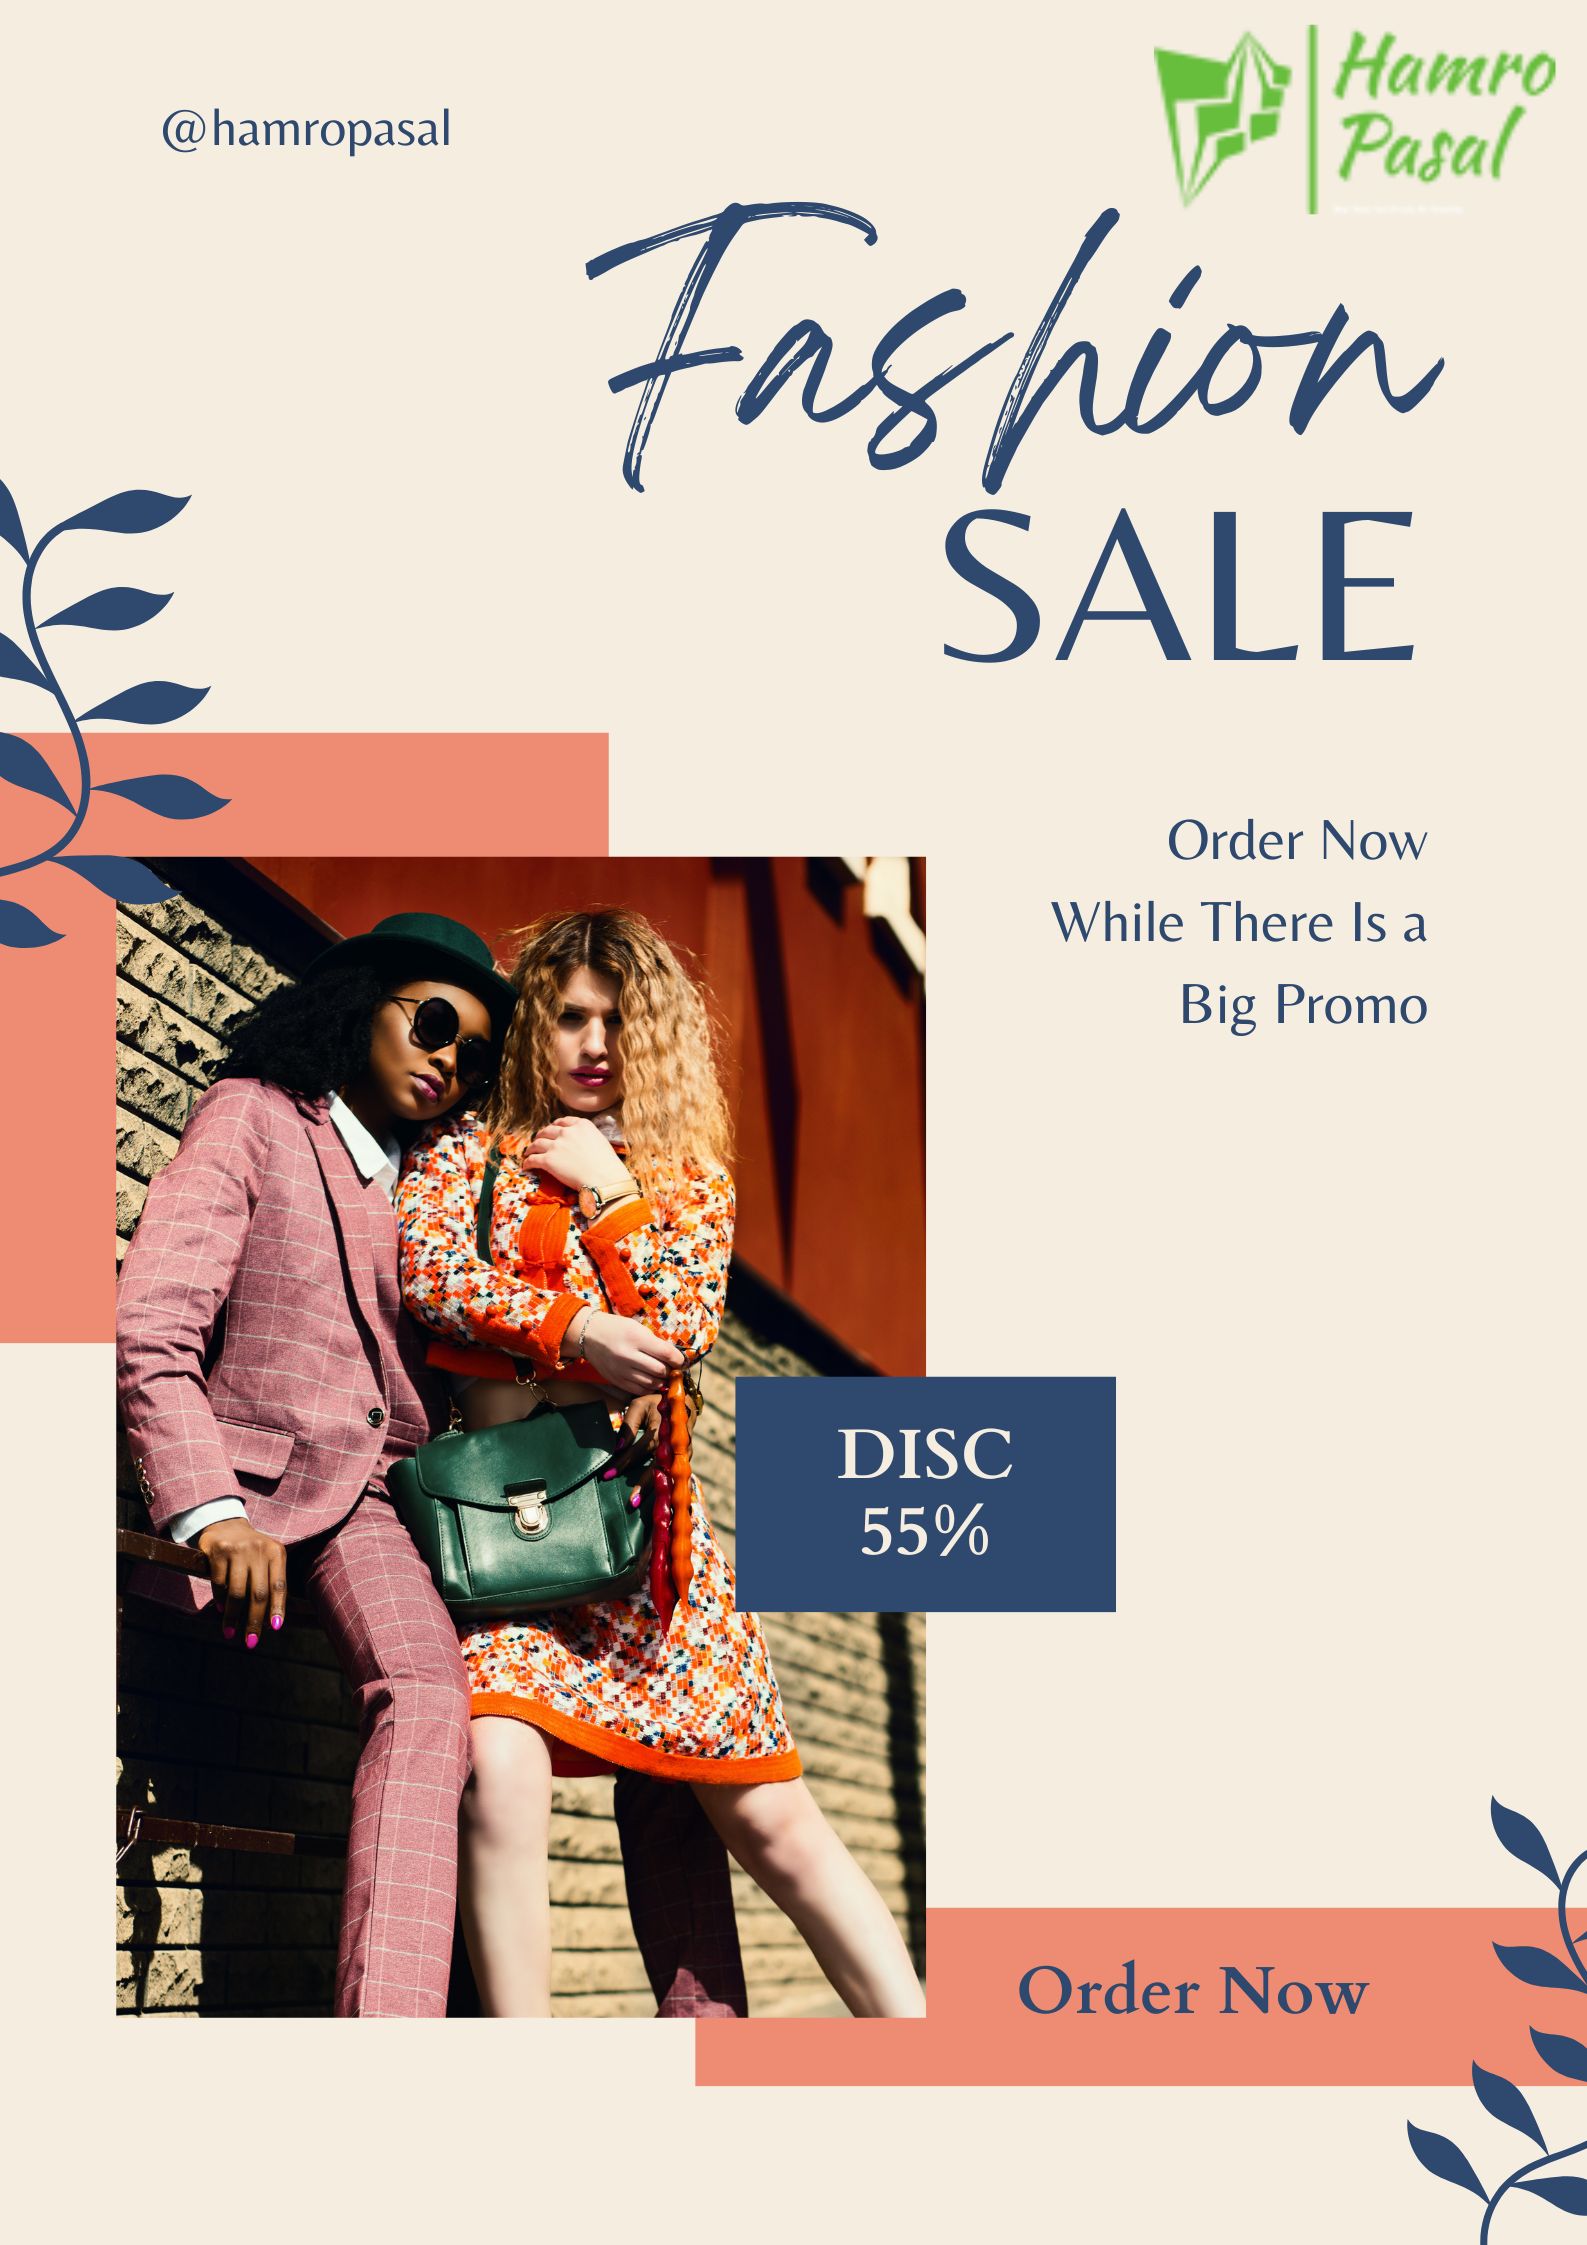 @hamropasal
Hamro
Pasal
Fashion
SALE
Order Now
While There Is a
Big Promo
DISC
55%
Order Now